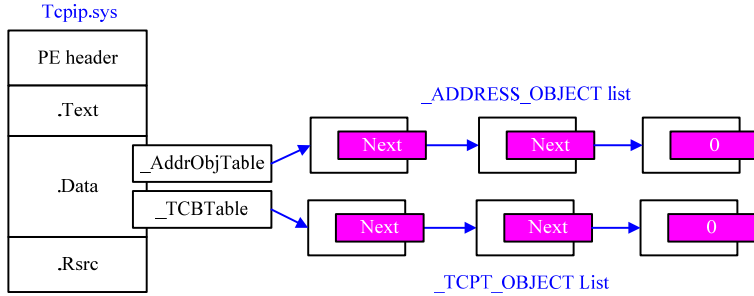 Tcpip.sys
PE header
.Text
.Data
.Rsrc
_AddrObjTable
_TCBTable
_ADDRESS_OBJECT list
Next
Next
0
Next
Next
0
_TCPT_OBJECT List